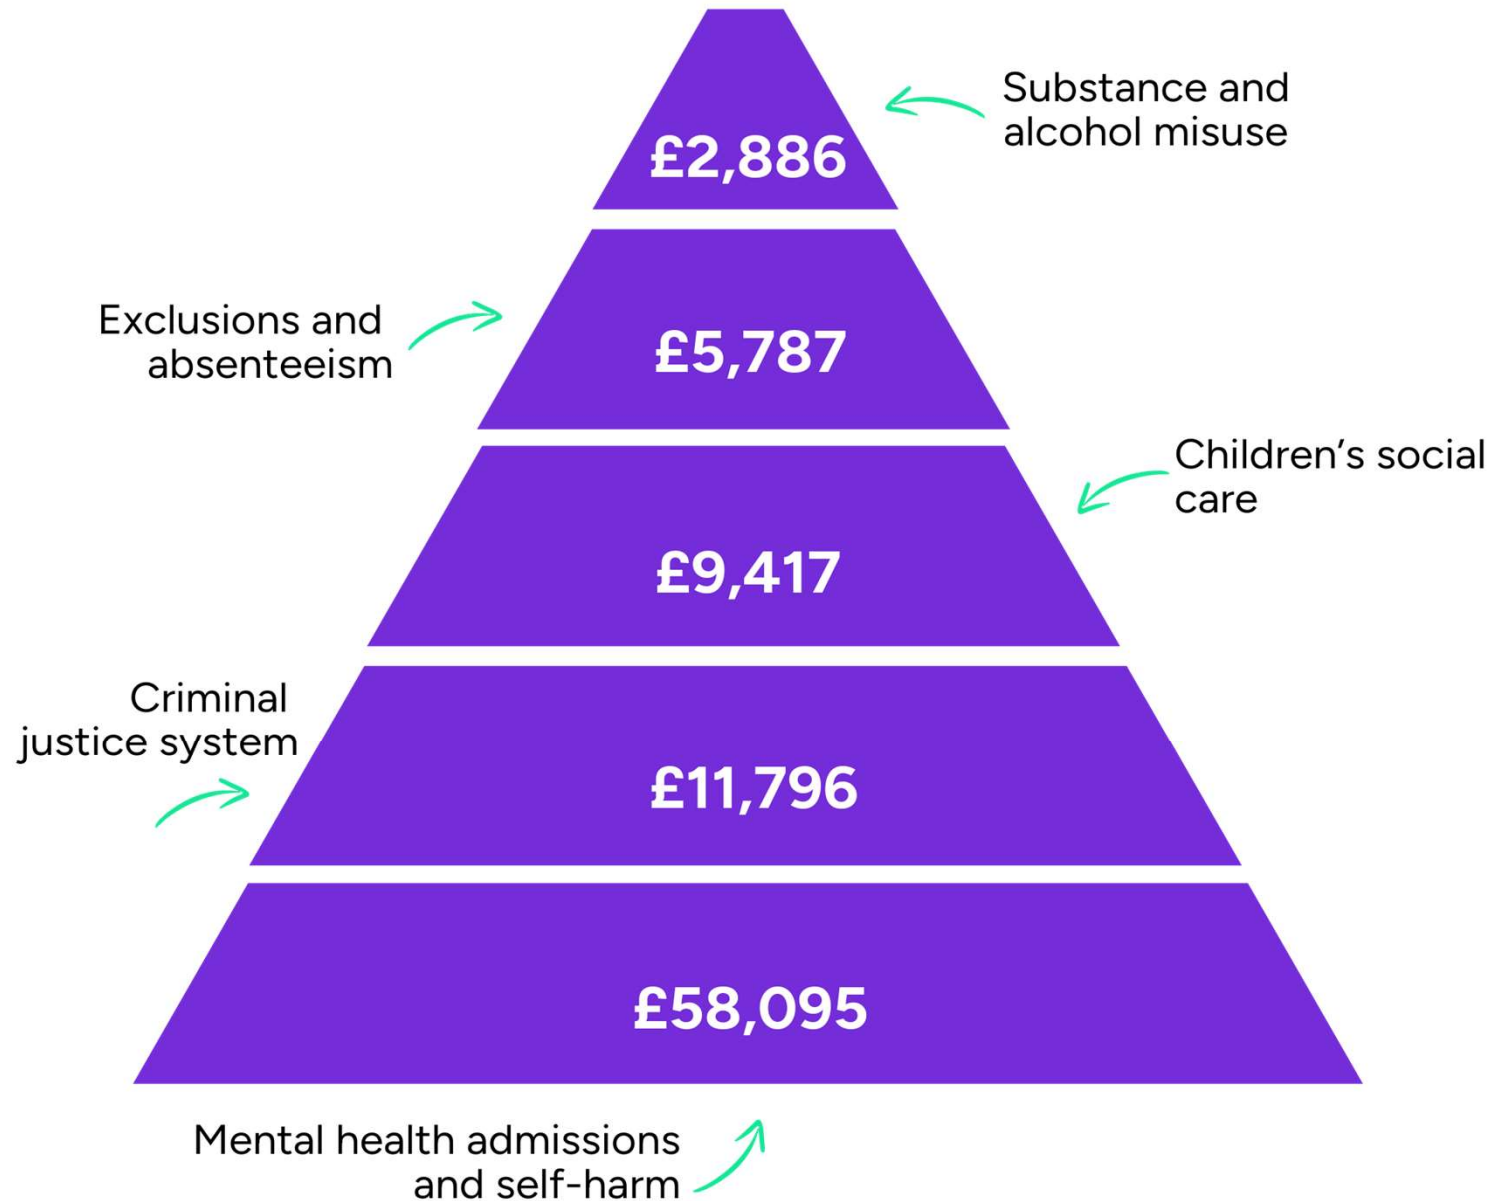 Substance and
alcohol misuse
£2,886
Exclusions and
absenteeism
£5,787
Children’s social
care
£9,417
Criminal
justice system
£11,796
£58,095
Mental health admissions
and self-harm